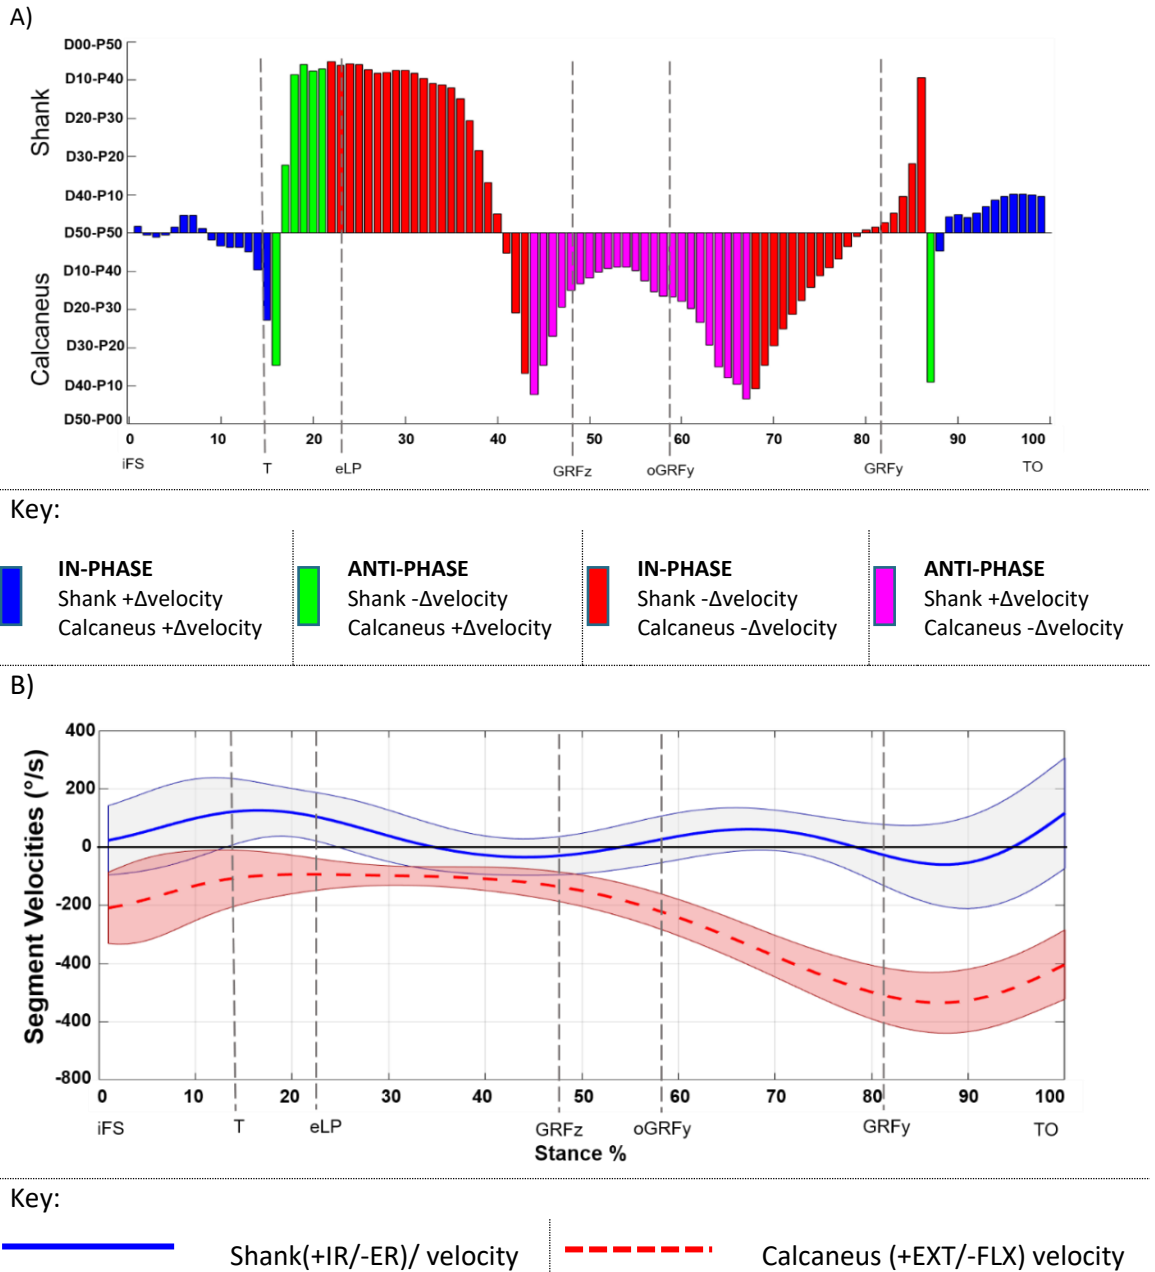 A)
Shank
Calcaneus
D00-P50
D10-P40
D20-P30
D30-P20
D40-P10
D50-P50
D10-P40
D20-P30
D30-P20
D40-P10
D50-P00
0 10 20 30 40 50 60 70 80 90 100
iFS T eLP GRFz oGRFy GRFy TO
Key:
IN-PHASE
Shank +Δvelocity
Calcaneus +Δvelocity
ANTI-PHASE
Shank -Δvelocity
Calcaneus +Δvelocity
IN-PHASE
Shank -Δvelocity
Calcaneus -Δvelocity
ANTI-PHASE
Shank +Δvelocity
Calcaneus -Δvelocity
B)
Segment Velocities (°/s)
400
200
0
-200
-400
-400
-800
0 10 20 30 40 50 60 70 80 90 100
iFS T eLP GRFz oGRFy GRFy TO
Stance %
Key:
Shank(+IR/-ER)/ velocity
Calcaneus (+EXT/-FLX) velocity